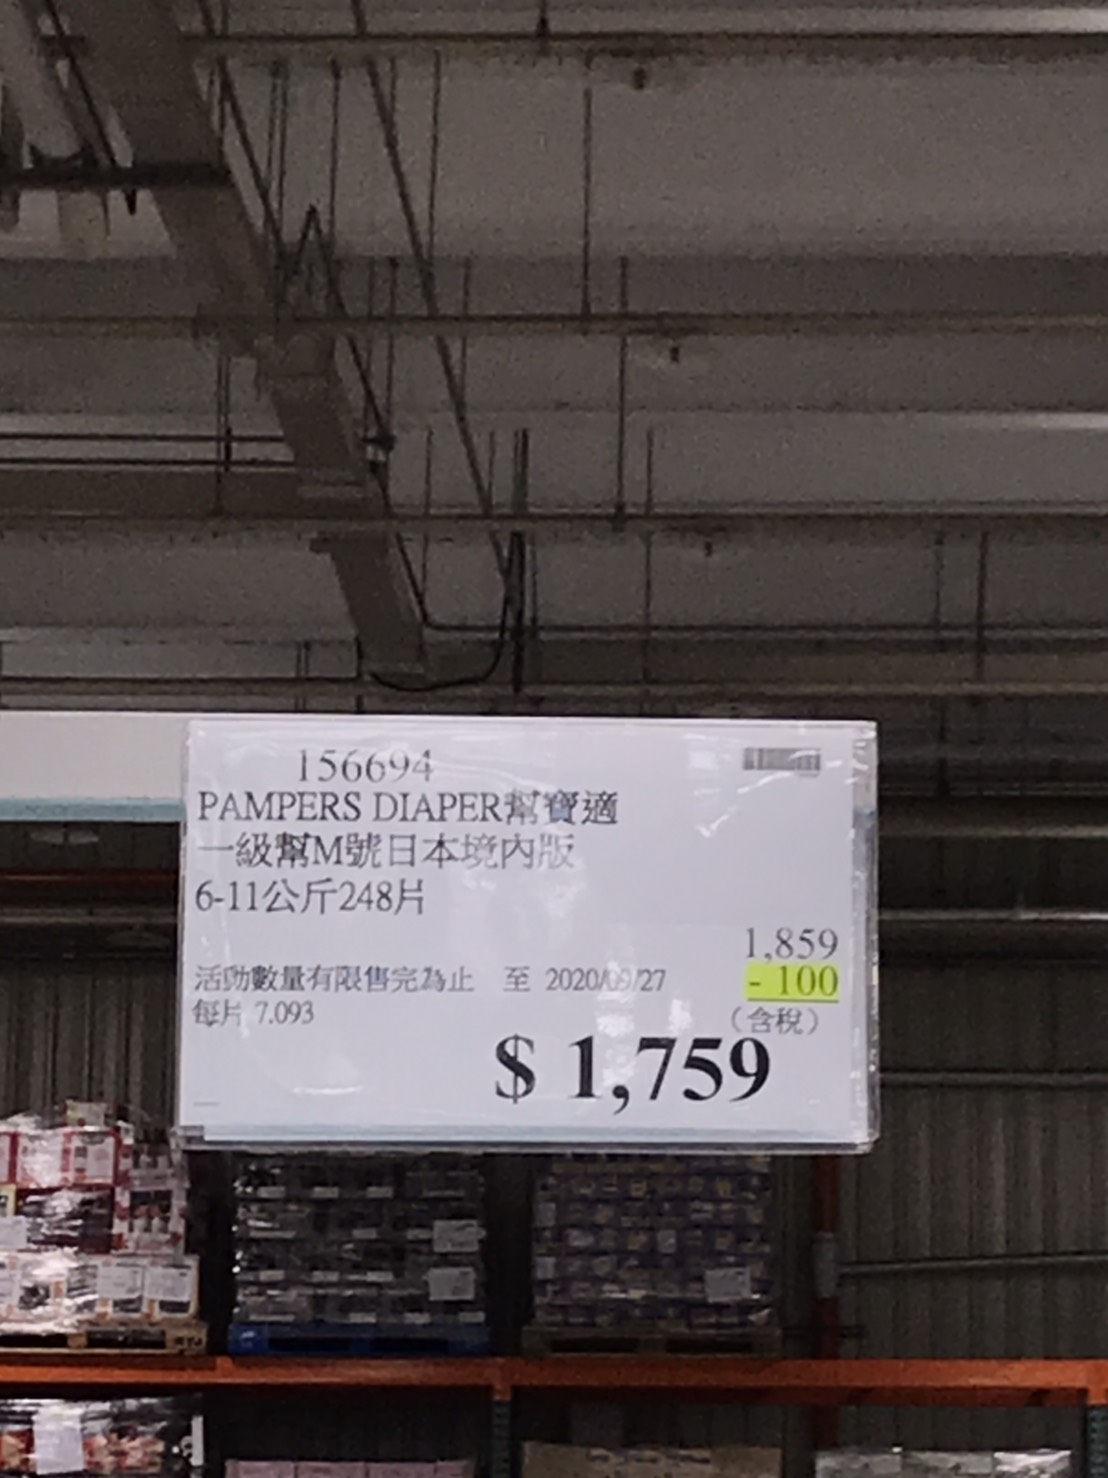 156694
PAMPERS DIAPER幫寶適
一級幫M號日本境內版
6-11公斤248片
1,859
活動數量有限售完為止 至 2020/09/27
- 100
每片 7.093
(含稅)
$ 1,759